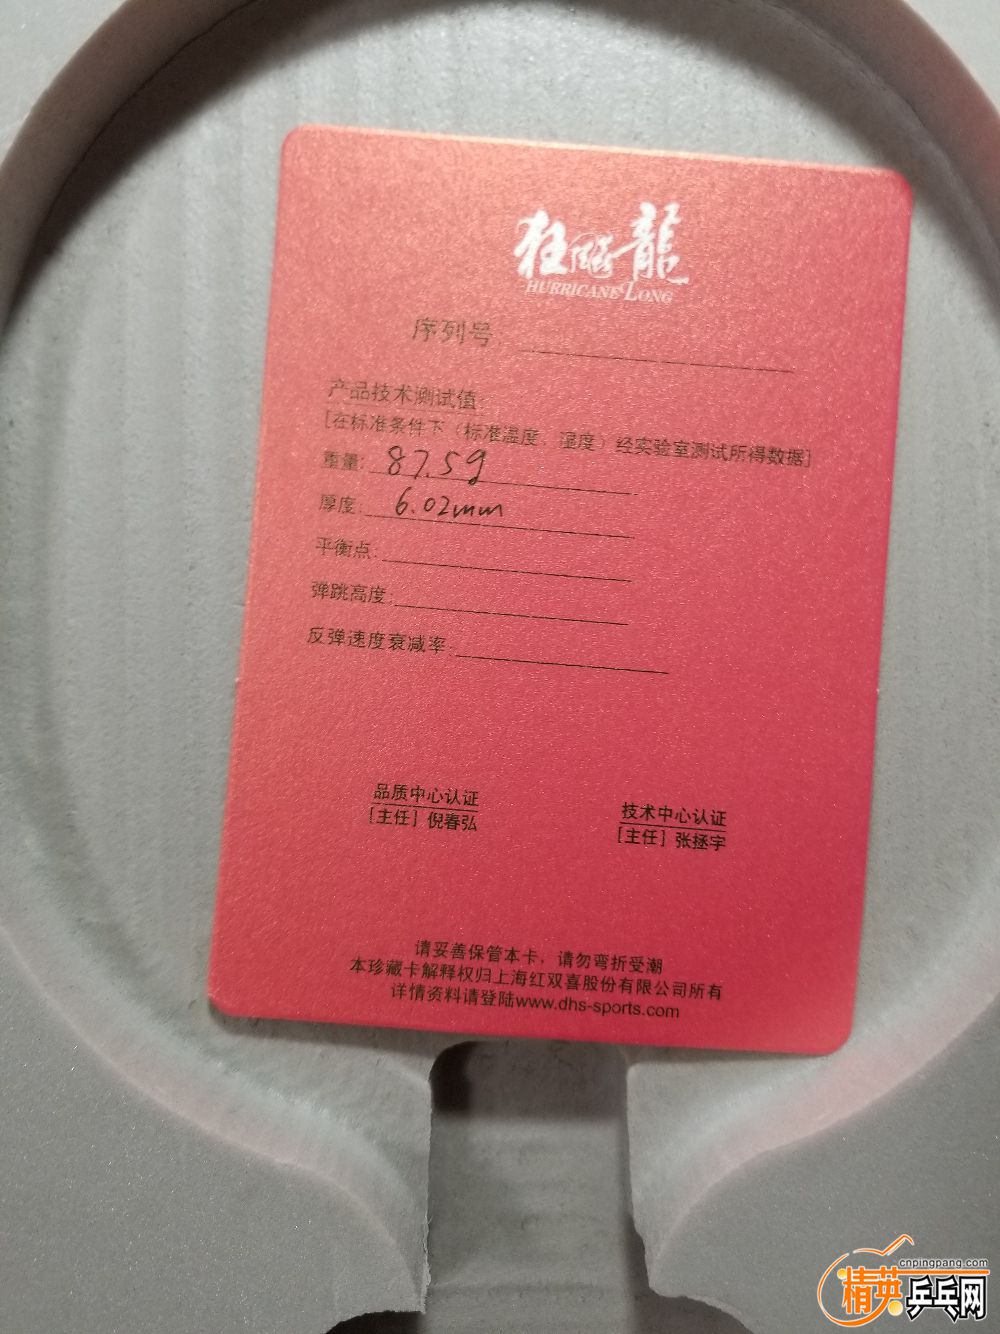 狂飚龍
HURRICANE LONG
序列号
产品技术测试值:
[在标准条件下（标准温度、湿度）经实验室测试所得数据]
重量: 87.5g
厚度: 6.02mm
平衡点:
弹跳高度:
反弹速度衰减率:
品质中心认证
[主任] 倪春弘
技术中心认证
[主任] 张拯宇
请妥善保管本卡，请勿弯折受潮
本珍藏卡解释权归上海红双喜股份有限公司所有
详情资料请登陆www.dhs-sports.com
cnpingpang.com
精英乒乓网